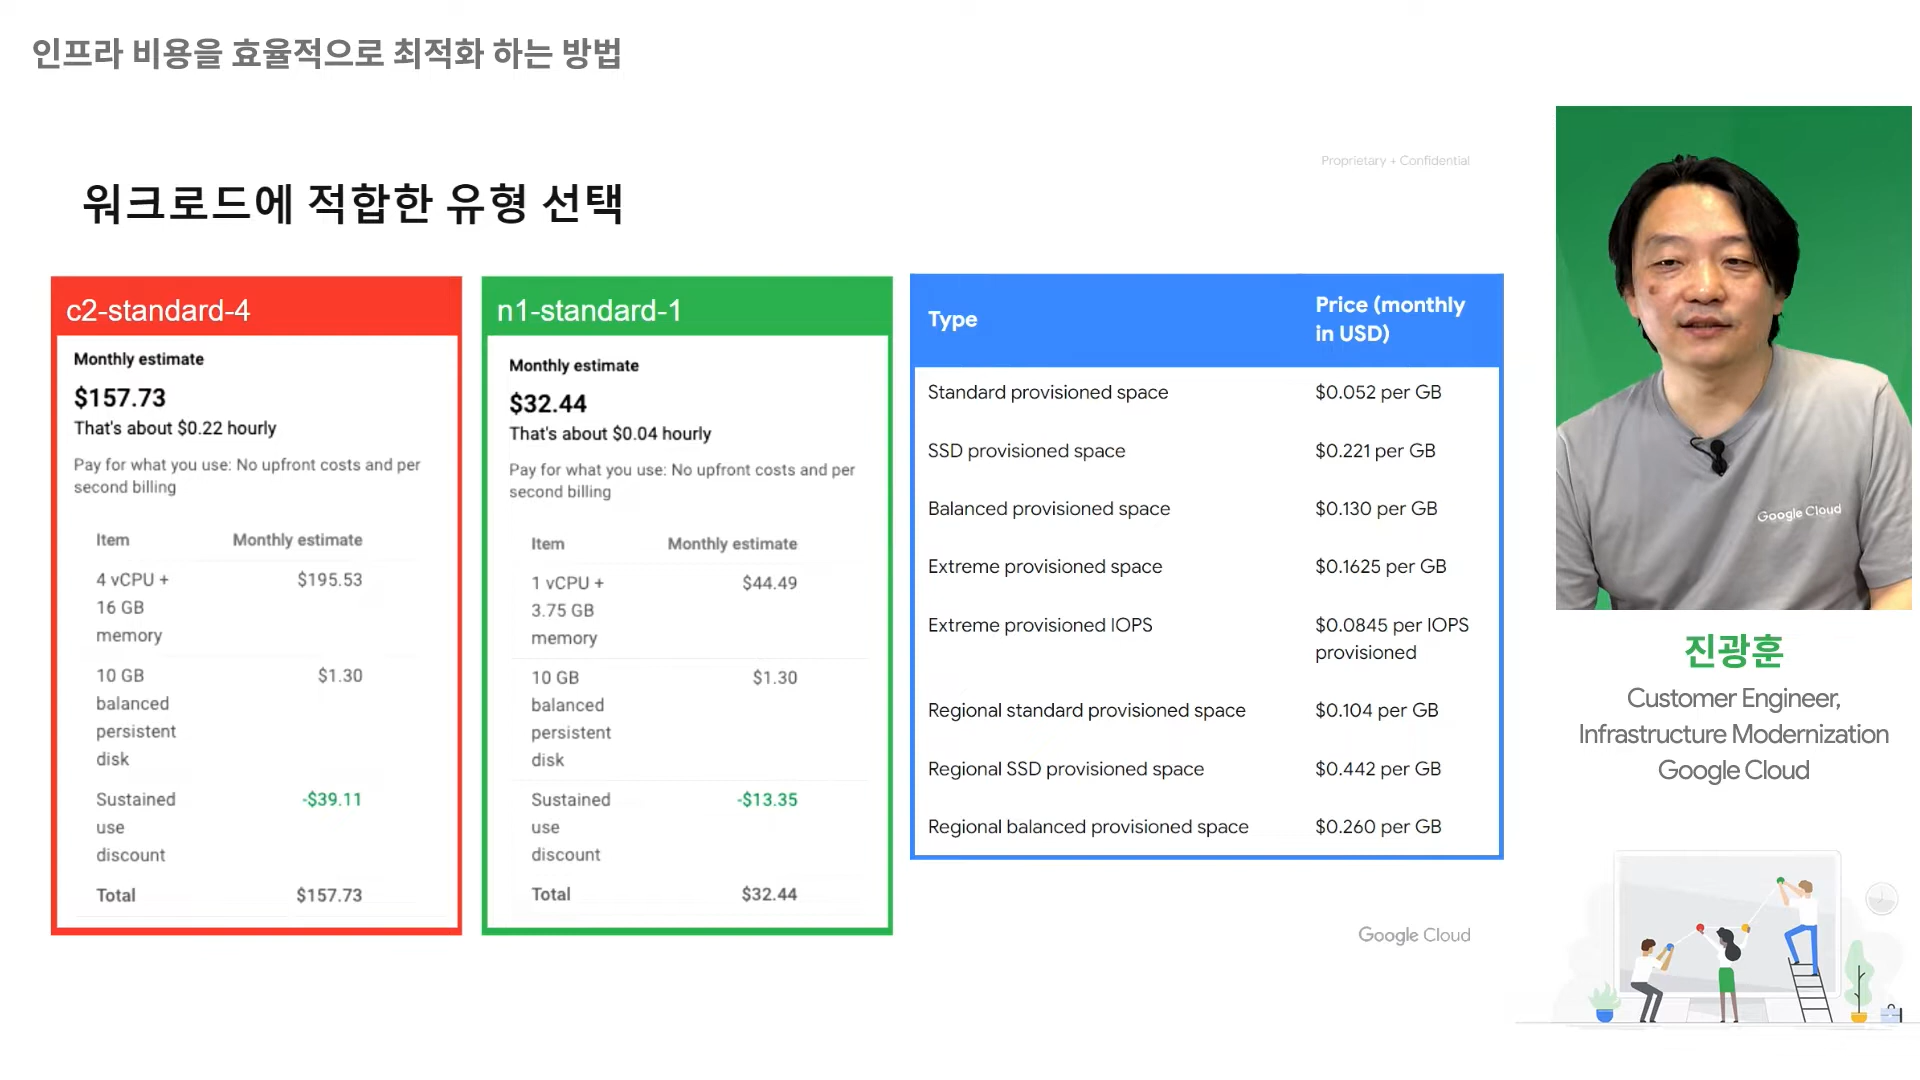 인프라 비용을 효율적으로 최적화 하는 방법
Proprietary + Confidential
워크로드에 적합한 유형 선택
c2-standard-4
Monthly estimate
$157.73
That's about $0.22 hourly
Pay for what you use: No upfront costs and per
second billing
Item Monthly estimate
4 vCPU + $195.53
16 GB
memory
10 GB $1.30
balanced
persistent
disk
Sustained -$39.11
use
discount
Total $157.73
n1-standard-1
Monthly estimate
$32.44
That's about $0.04 hourly
Pay for what you use: No upfront costs and per
second billing
Item Monthly estimate
1 vCPU + $44.49
3.75 GB
memory
10 GB $1.30
balanced
persistent
disk
Sustained -$13.35
use
discount
Total $32.44
Type Price (monthly
in USD)
Standard provisioned space $0.052 per GB
SSD provisioned space $0.221 per GB
Balanced provisioned space $0.130 per GB
Extreme provisioned space $0.1625 per GB
Extreme provisioned IOPS $0.0845 per IOPS
provisioned
Regional standard provisioned space $0.104 per GB
Regional SSD provisioned space $0.442 per GB
Regional balanced provisioned space $0.260 per GB
Google Cloud
Google Cloud
진광훈
Customer Engineer,
Infrastructure Modernization
Google Cloud